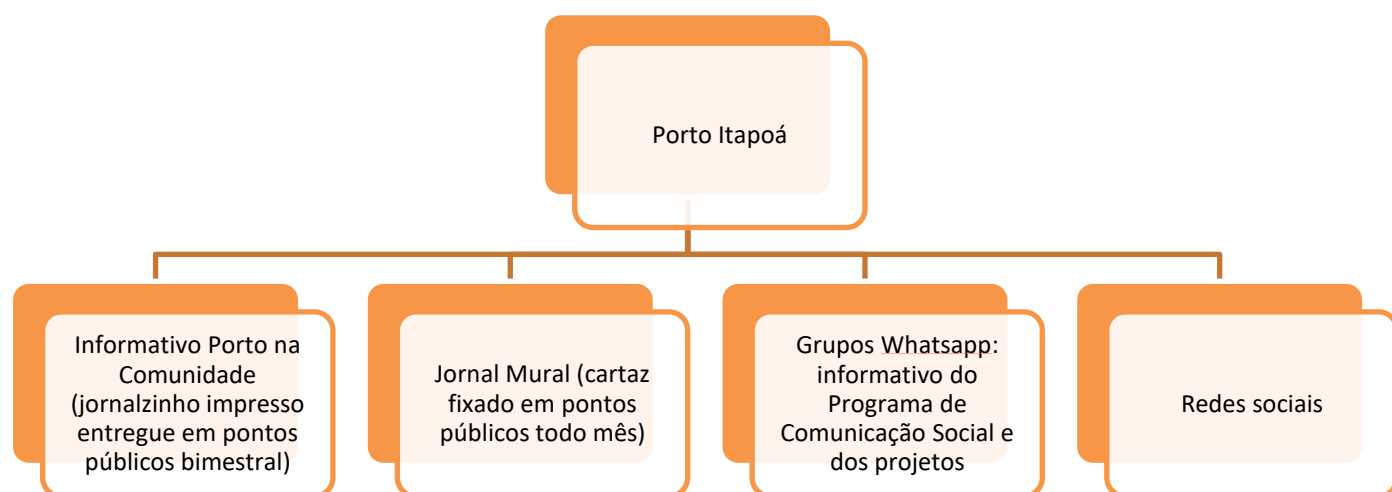 Porto Itapoá
Informativo Porto na
Comunidade
(jornalzinho impresso
entregue em pontos
públicos bimestral)
Jornal Mural (cartaz
fixado em pontos
públicos todo mês)
Grupos Whatsapp:
informativo do
Programa de
Comunicação Social e
dos projetos
Redes sociais